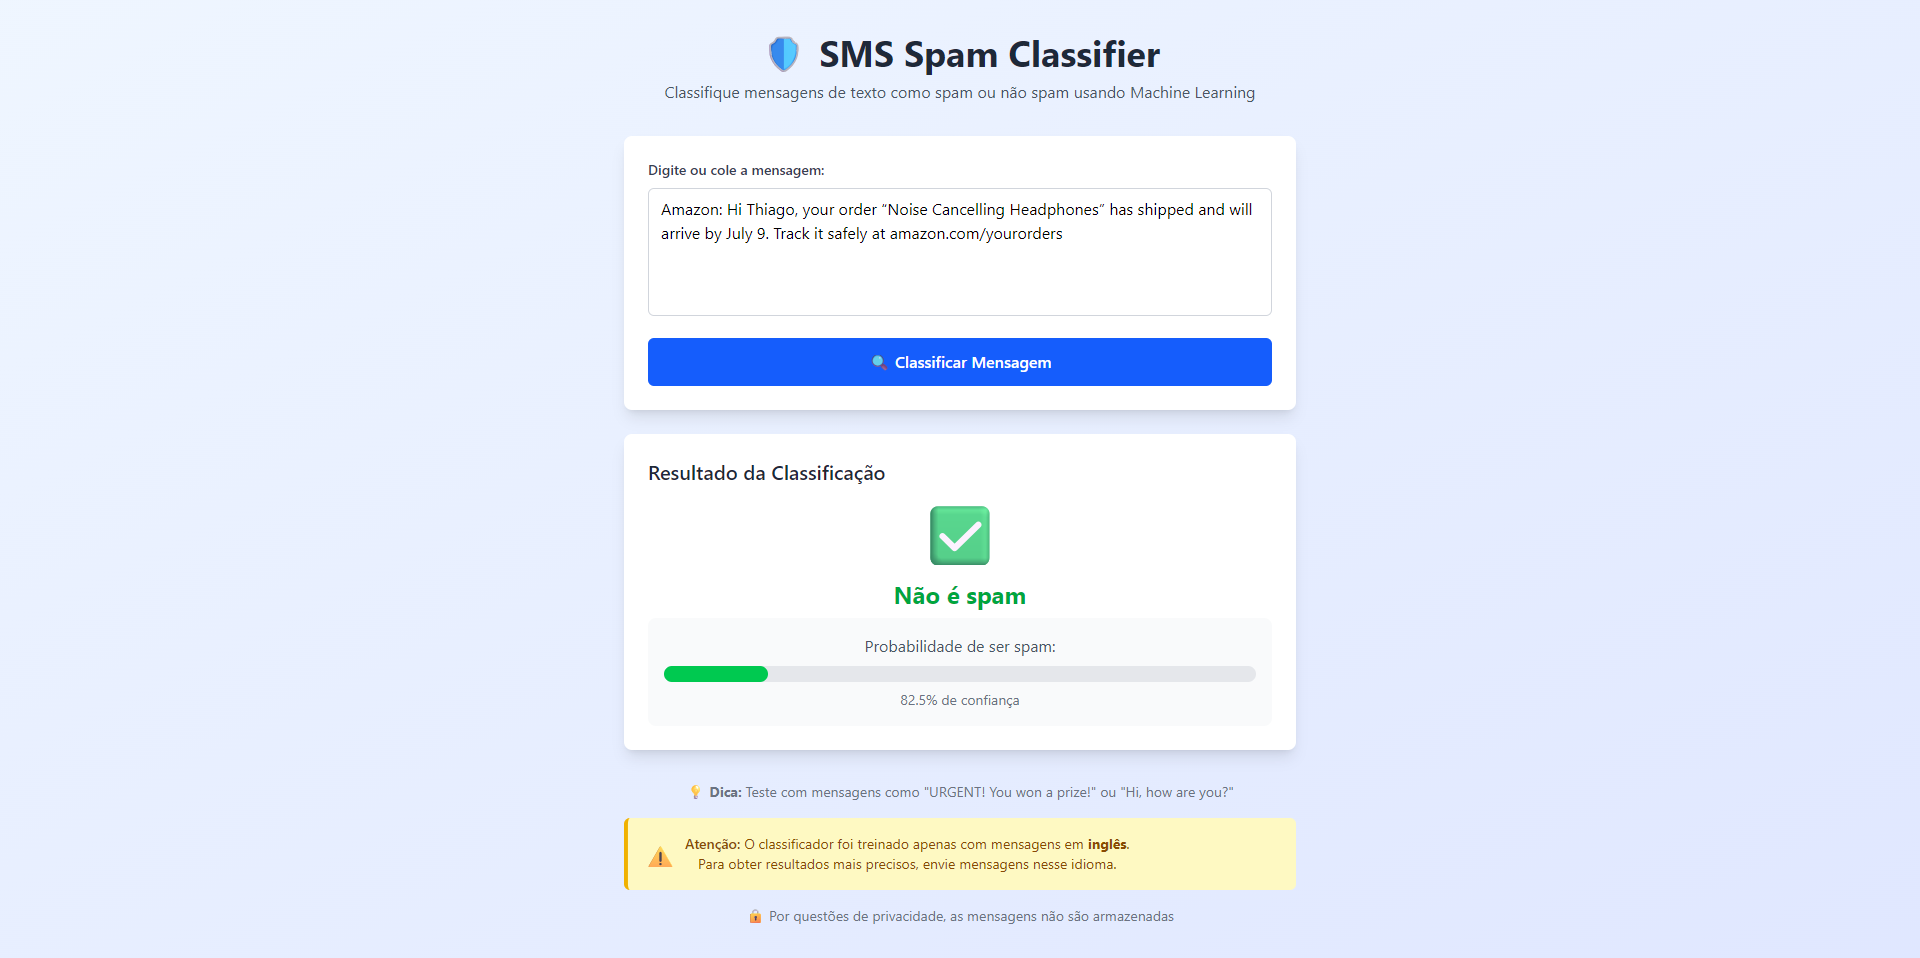 SMS Spam Classifier
Classifique mensagens de texto como spam ou não spam usando Machine Learning
Digite ou cole a mensagem:
Amazon: Hi Thiago, your order “Noise Cancelling Headphones” has shipped and will
arrive by July 9. Track it safely at amazon.com/yourorders
Classificar Mensagem
Resultado da Classificação
Não é spam
Probabilidade de ser spam:
82.5% de confiança
Dica: Teste com mensagens como "URGENT! You won a prize!" ou "Hi, how are you?"
Atenção: O classificador foi treinado apenas com mensagens em inglês.
Para obter resultados mais precisos, envie mensagens nesse idioma.
Por questões de privacidade, as mensagens não são armazenadas